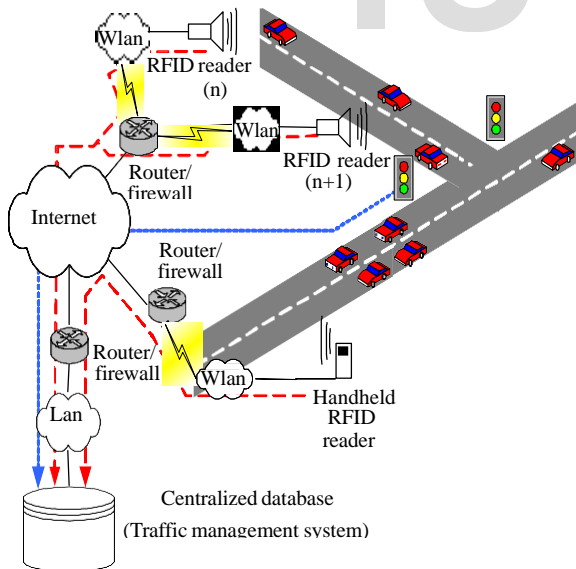 Wlan
RFID reader
(n)
Wlan
RFID reader
(n+1)
Router/
firewall
Internet
Router/
firewall
Router/
firewall
Wlan
Handheld
RFID
reader
Lan
Centralized database
(Traffic management system)